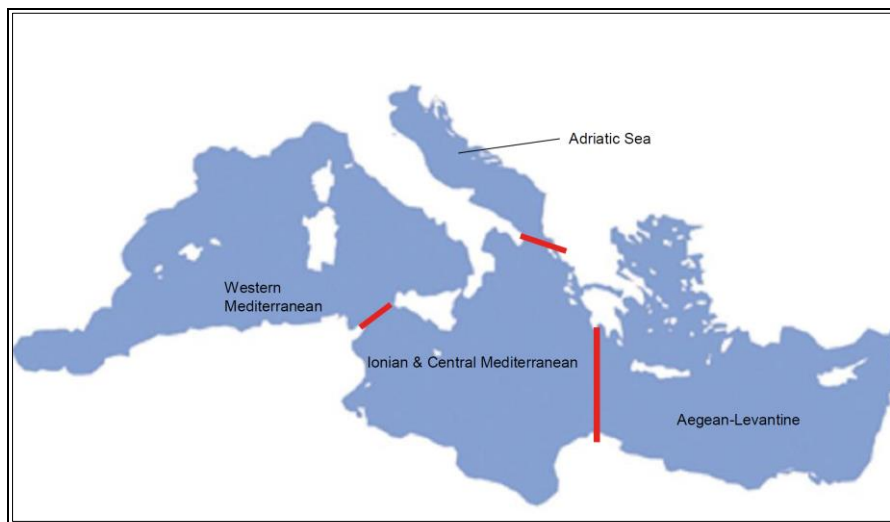 Adriatic Sea
Western
Mediterranean
Ionian & Central Mediterranean
Aegean-Levantine